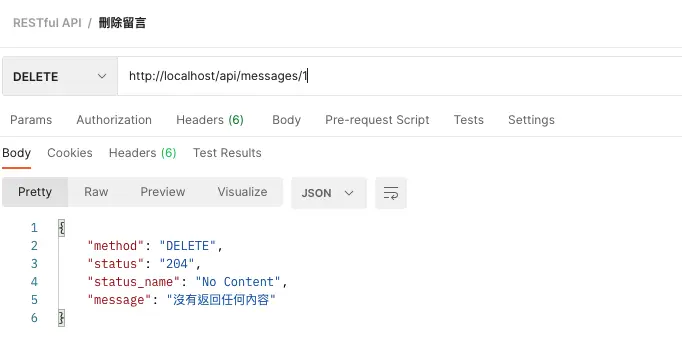 RESTful API / 刪除留言
DELETE http://localhost/api/messages/1
Params Authorization Headers (6) Body Pre-request Script Tests Settings
Body Cookies Headers (6) Test Results
Pretty Raw Preview Visualize JSON
1 {
2 "method": "DELETE",
3 "status": "204",
4 "status_name": "No Content",
5 "message": "沒有返回任何內容"
6 }